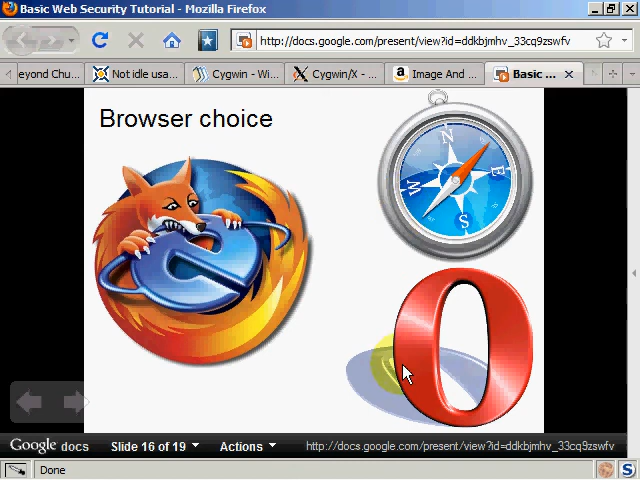 Basic Web Security Tutorial - Mozilla Firefox
http://docs.google.com/present/view?id=ddkbjmhv_33cq9zswfv
eyond Chu...
Not idle usa...
Cygwin - Wi...
Cygwin/X - ...
Image And ...
Basic ...
Browser choice
N
E
W
S
Google docs
Slide 16 of 19
Actions
http://docs.google.com/present/view?id=ddkbjmhv_33cq9zswfv
Done